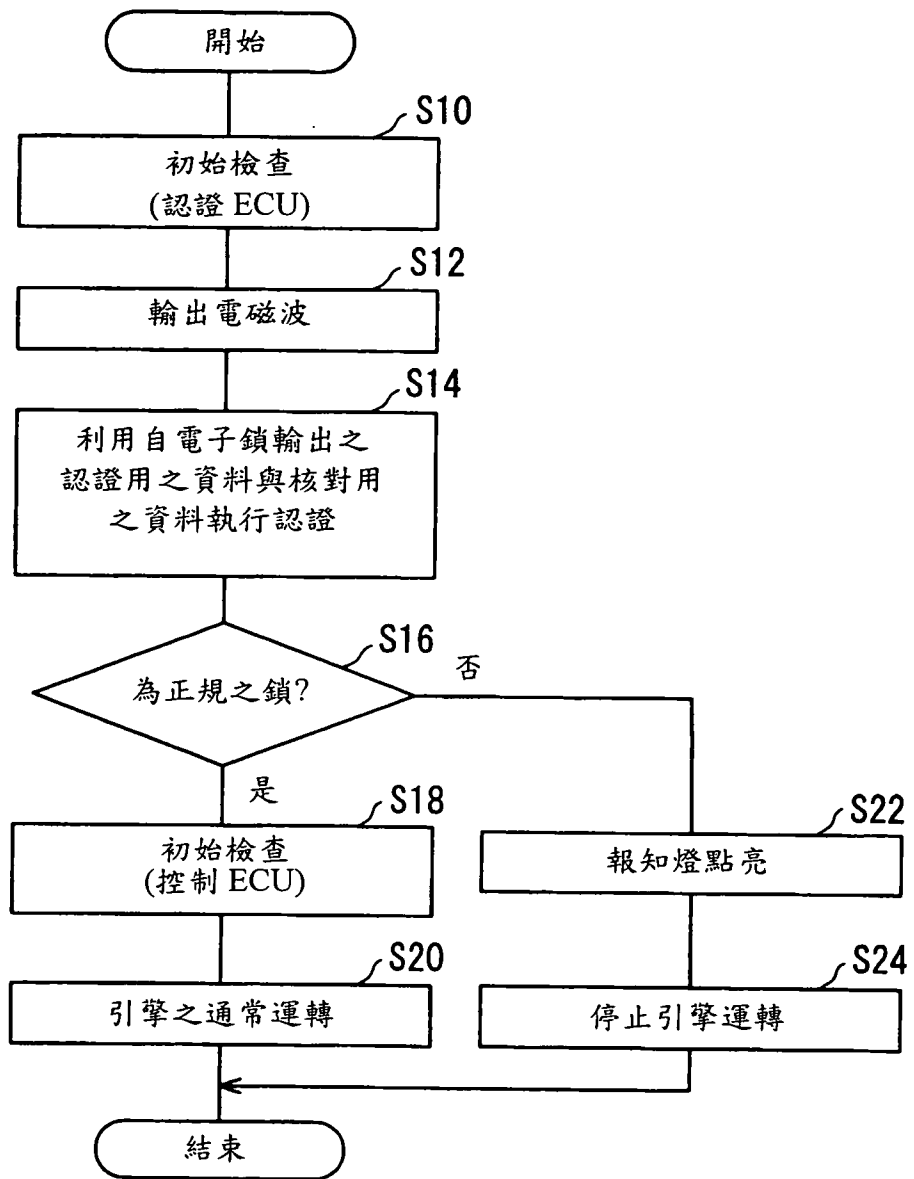 開始
S10
初始檢查
(認證 ECU)
S12
輸出電磁波
S14
利用自電子鎖輸出之
認證用之資料與核對用
之資料執行認證
S16
為正規之鎖?
否
是
S18
初始檢查
(控制 ECU)
S22
報知燈點亮
S20
引擎之通常運轉
S24
停止引擎運轉
結束